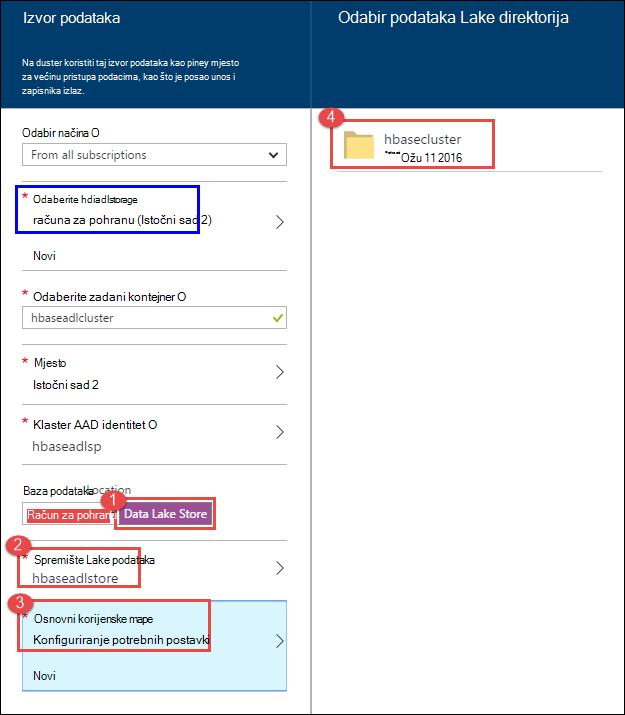 Izvor podataka
Na duster koristiti taj izvor podataka kao piney mjesto
za većinu pristupa podacima, kao što je posao unos i
zapisnika izlaz.
Odabir načina O
From all subscriptions
* Odaberite hdiadlstorage
računa za pohranu (Istočni sad 2)
Novi
* Odaberite zadani kontejner O
hbaseadlcluster
* Mjesto
Istočni sad 2
* Klaster AAD identitet O
hbaseadlsp
Baza podataka Location
1
Račun za pohranu Data Lake Store
2
* Spremište Lake podataka
hbaseadlstore
3
* Osnovni korijenske mape
Konfiguriranje potrebnih postavki
Novi
Odabir podataka Lake direktorija
4
hbasecluster
Ožu 11 2016